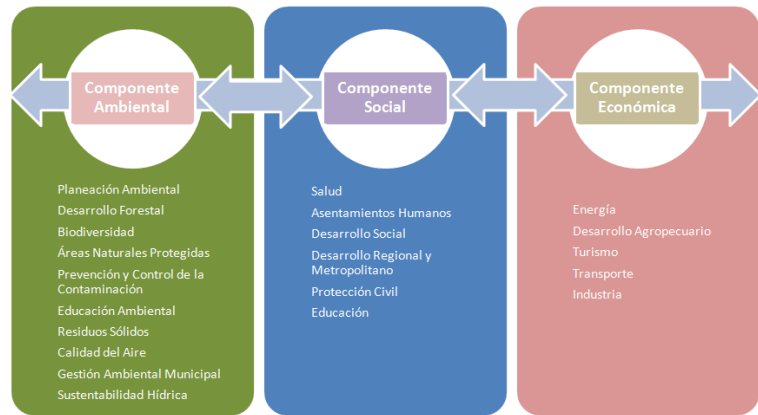 Componente
Ambiental
Componente
Social
Componente
Económica
Planeación Ambiental
Desarrollo Forestal
Biodiversidad
Áreas Naturales Protegidas
Prevención y Control de la
Contaminación
Educación Ambiental
Residuos Sólidos
Calidad del Aire
Gestión Ambiental Municipal
Sustentabilidad Hídrica
Salud
Asentamientos Humanos
Desarrollo Social
Desarrollo Regional y
Metropolitano
Protección Civil
Educación
Energía
Desarrollo Agropecuario
Turismo
Transporte
Industria